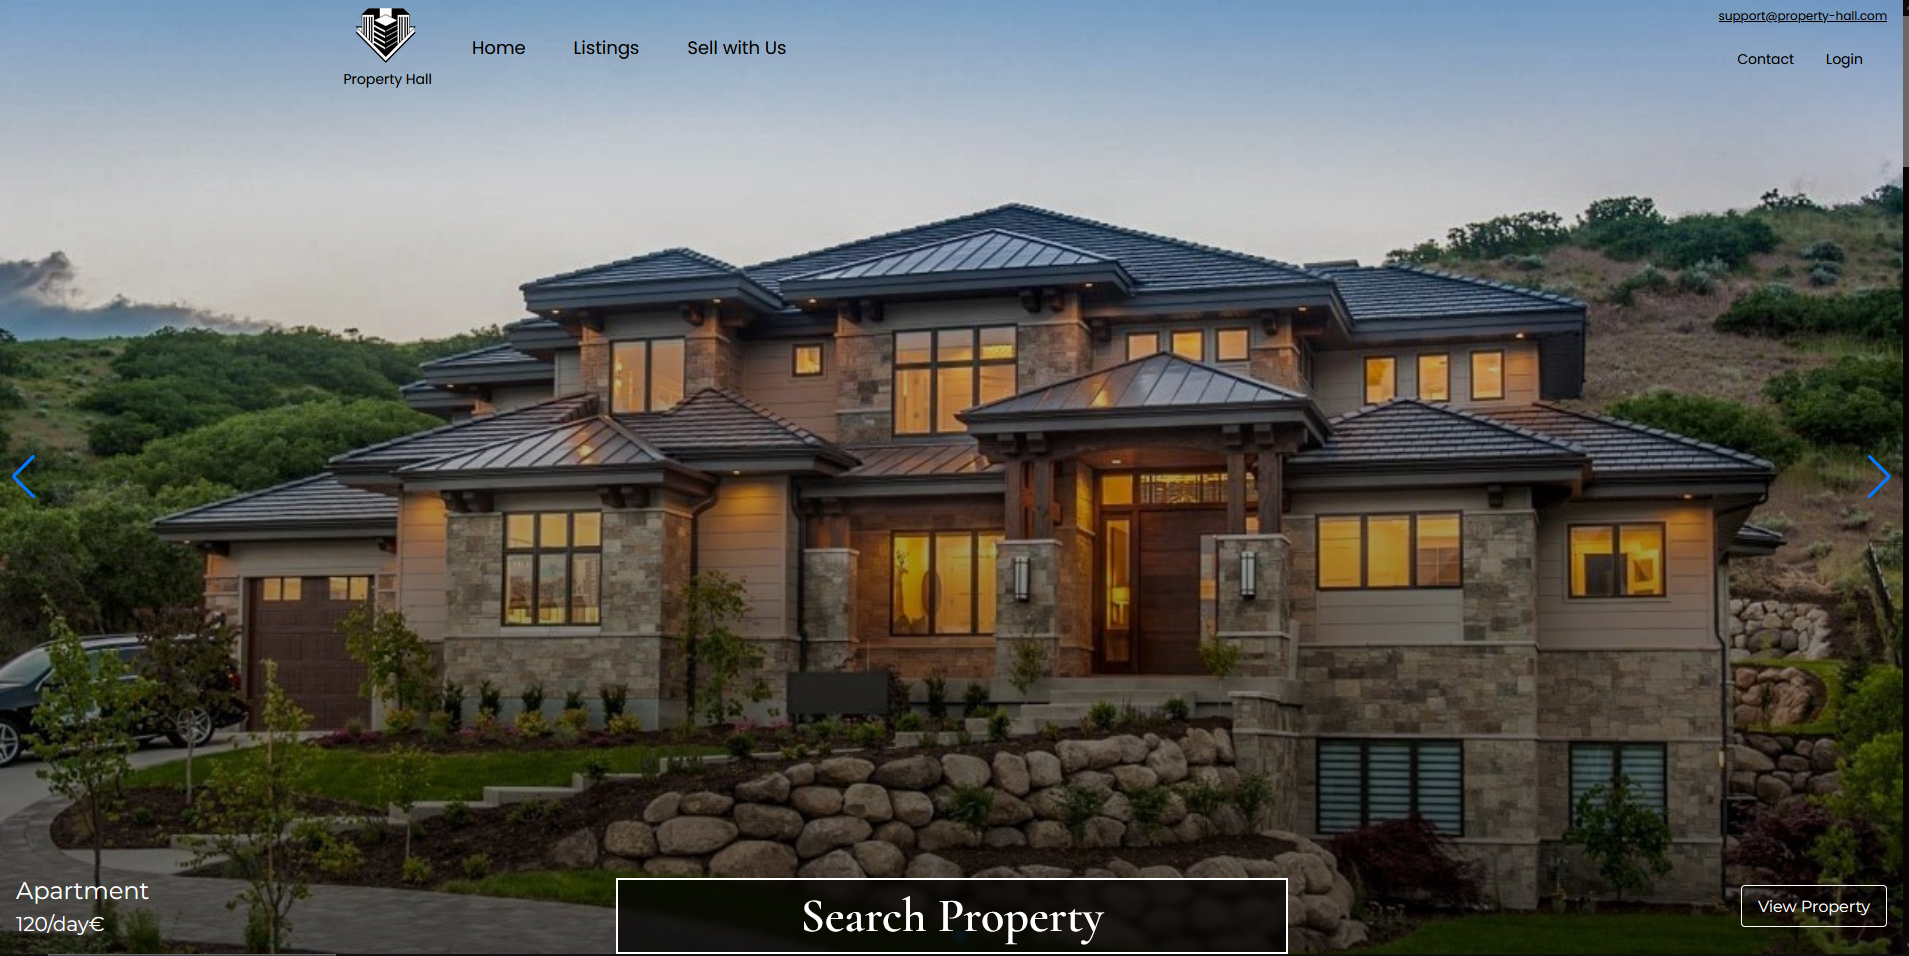 support@property-hall.com
Property Hall
Home
Listings
Sell with Us
Contact
Login
Apartment
120/day€
Search Property
View Property